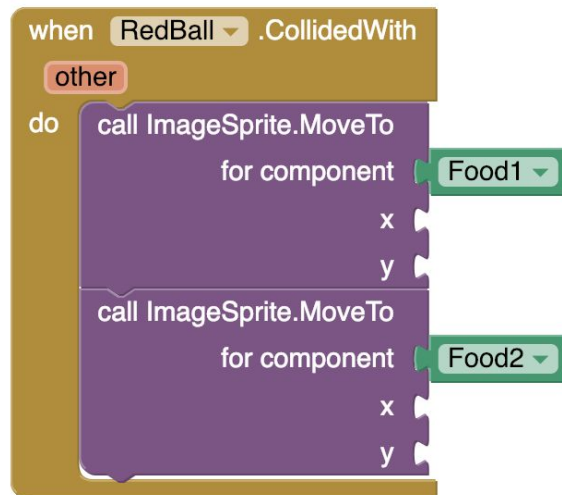 when RedBall .CollidedWith
other
do call ImageSprite.MoveTo
for component Food1
x
y
call ImageSprite.MoveTo
for component Food2
x
y